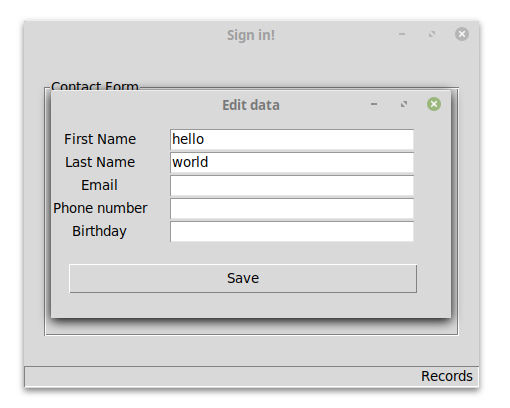 Sign in!
Contact Form
Edit data
First Name hello
Last Name world
Email
Phone number
Birthday
Save
Records